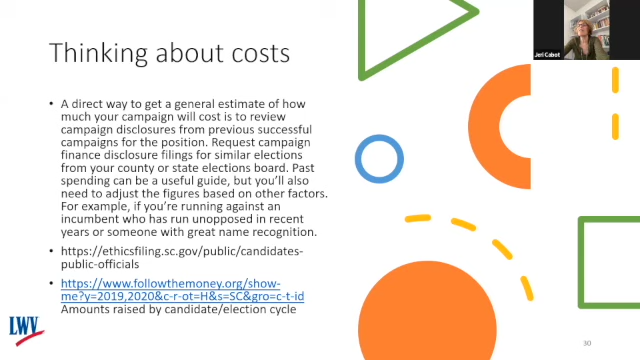 Thinking about costs
Jeri Cabot
• A direct way to get a general estimate of how
much your campaign will cost is to review
campaign disclosures from previous successful
campaigns for the position. Request campaign
finance disclosure filings for similar elections
from your county or state elections board. Past
spending can be a useful guide, but you'll also
need to adjust the figures based on other factors.
For example, if you're running against an
incumbent who has run unopposed in recent
years or someone with great name recognition.
• https://ethicsfiling.sc.gov/public/candidates-
public-officials
• https://www.followthemoney.org/show-
me?y=2019,2020&c-r-ot=H&s=SC&gro=c-t-id
Amounts raised by candidate/election cycle
LWV
30